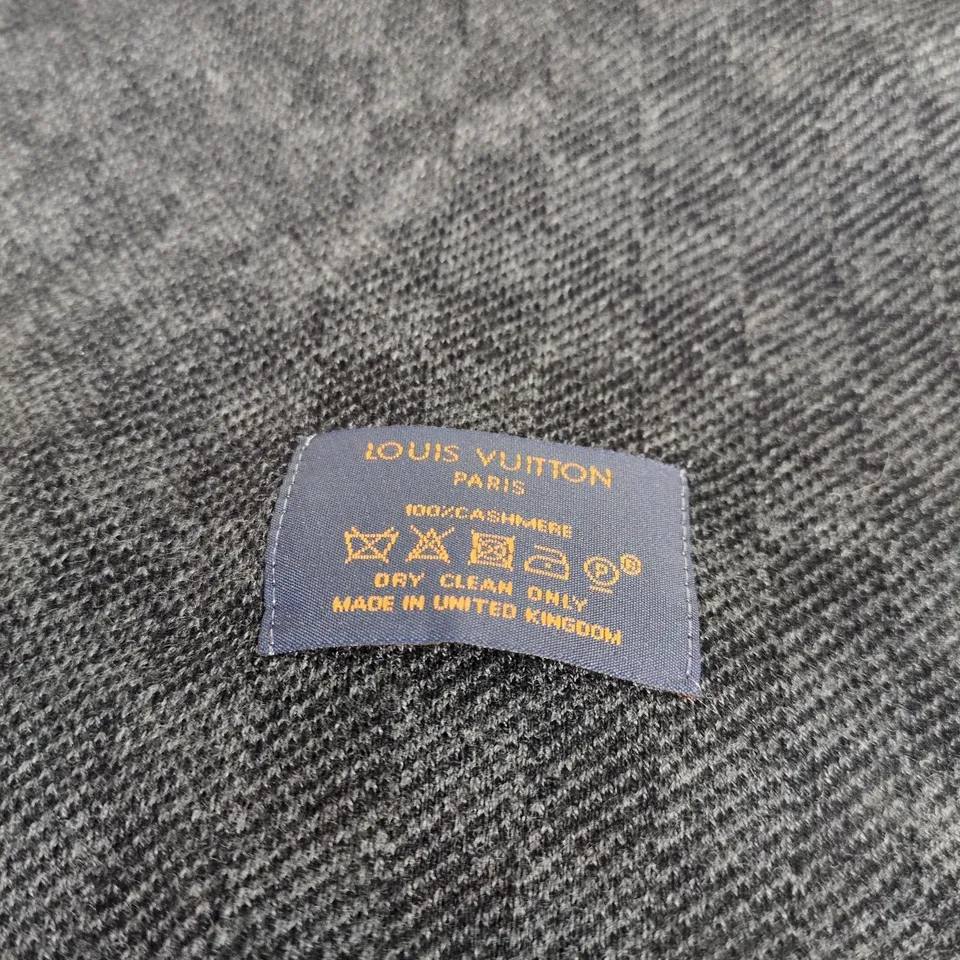 LOUIS VUITTON
PARIS
100%CASHMERE
P ®
DRY CLEAN ONLY
MADE IN UNITED KINGDOM